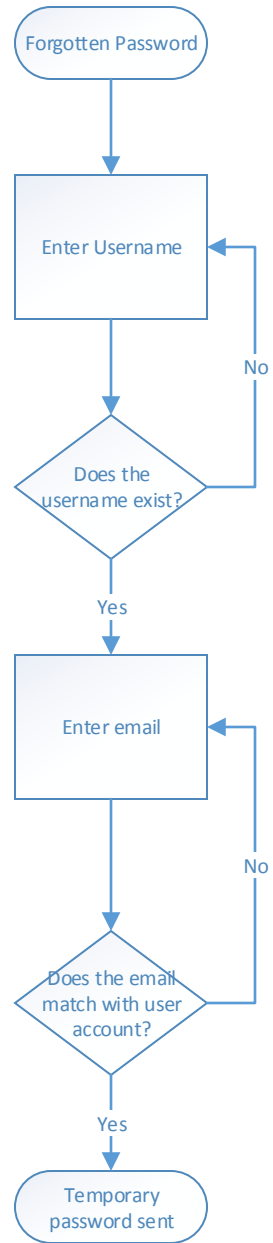 Forgotten Password
Enter Username
No
Does the
username exist?
Yes
Enter email
No
Does the email
match with user
account?
Yes
Temporary
password sent